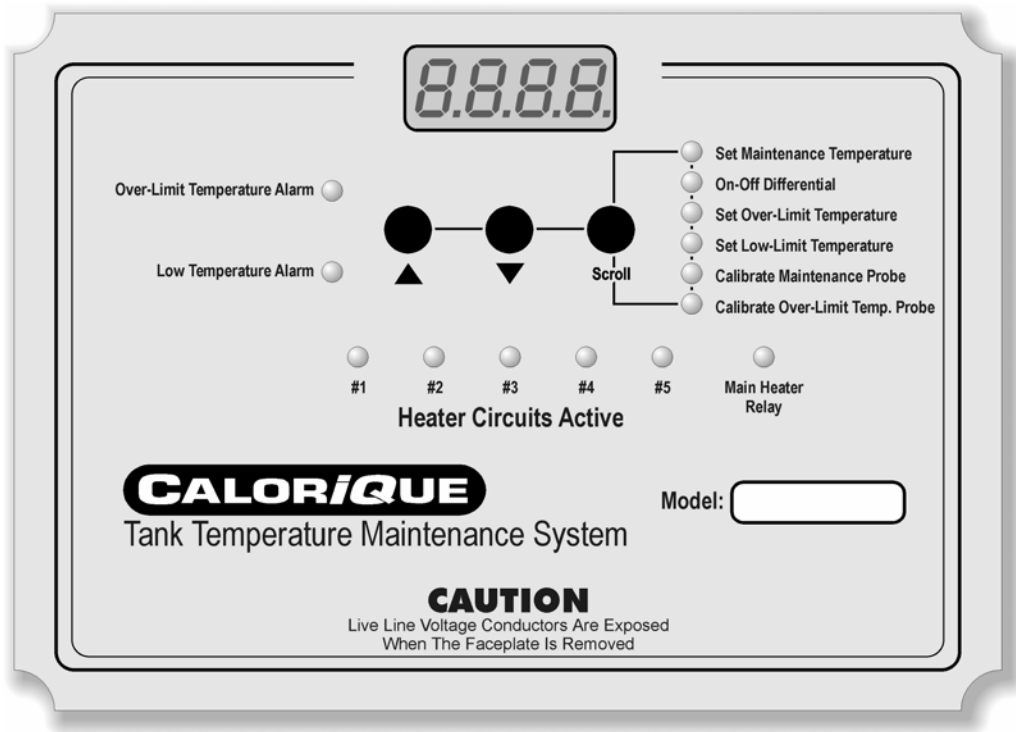 8.8.8.8.
Set Maintenance Temperature
On-Off Differential
Set Over-Limit Temperature
Set Low-Limit Temperature
Calibrate Maintenance Probe
Calibrate Over-Limit Temp. Probe
Over-Limit Temperature Alarm
Low Temperature Alarm
▲ ▼ Scroll
#1 #2 #3 #4 #5 Main Heater
Relay
Heater Circuits Active
CALORIQUE
Tank Temperature Maintenance System
Model:
CAUTION
Live Line Voltage Conductors Are Exposed
When The Faceplate Is Removed